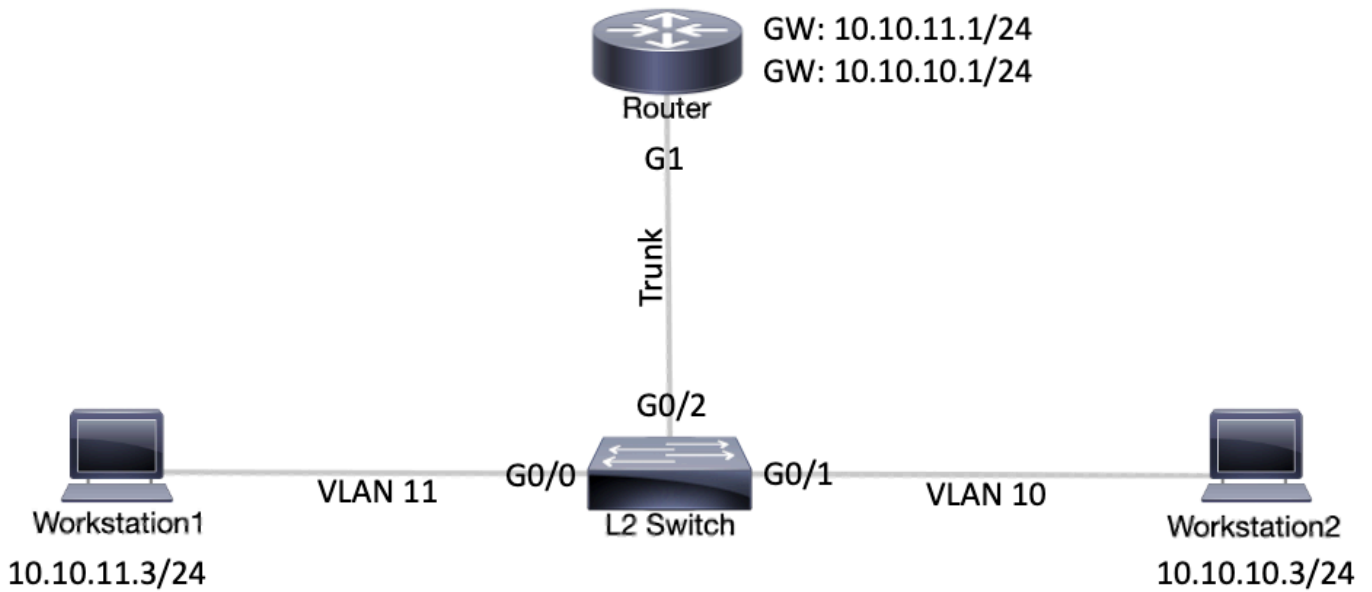 GW: 10.10.11.1/24
GW: 10.10.10.1/24
Router
G1
Trunk
G0/2
G0/0
G0/1
VLAN 11
VLAN 10
Workstation1
L2 Switch
Workstation2
10.10.11.3/24
10.10.10.3/24